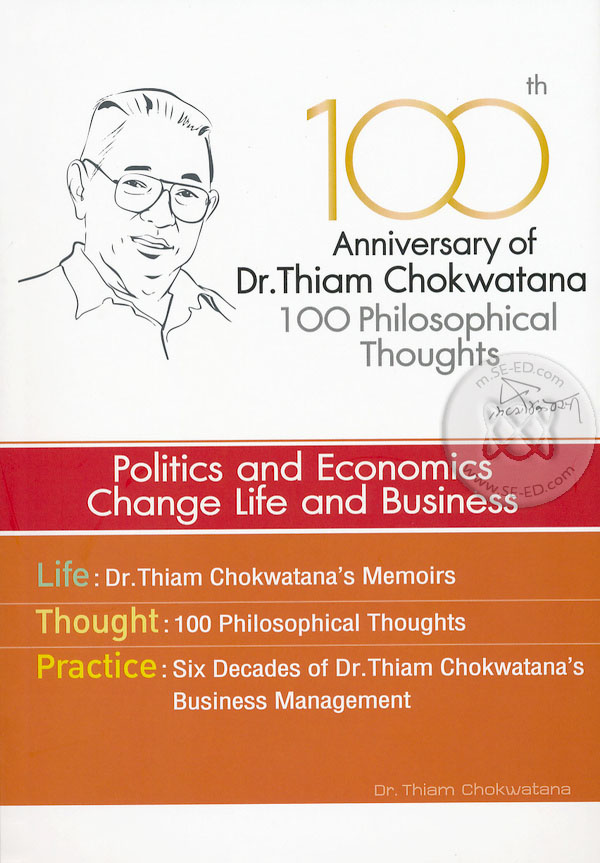 100th
Anniversary of
Dr.Thiam Chokwatana
100 Philosophical
Thoughts
m.SE-ED.com
www.SE-ED.com
Politics and Economics
Change Life and Business
Life : Dr.Thiam Chokwatana's Memoirs
Thought : 100 Philosophical Thoughts
Practice : Six Decades of Dr.Thiam Chokwatana's
Business Management
Dr. Thiam Chokwatana